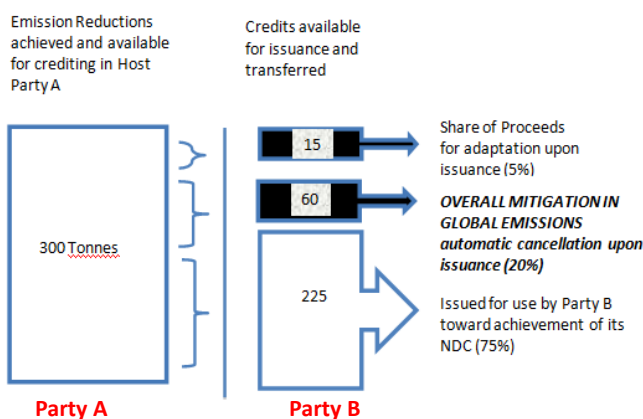 Emission Reductions
achieved and available
for crediting in Host
Party A
Credits available
for issuance and
transferred
300 Tonnes
15
Share of Proceeds
for adaptation upon
issuance (5%)
60
OVERALL MITIGATION IN
GLOBAL EMISSIONS
automatic cancellation upon
issuance (20%)
225
Issued for use by Party B
toward achievement of its
NDC (75%)
Party A
Party B